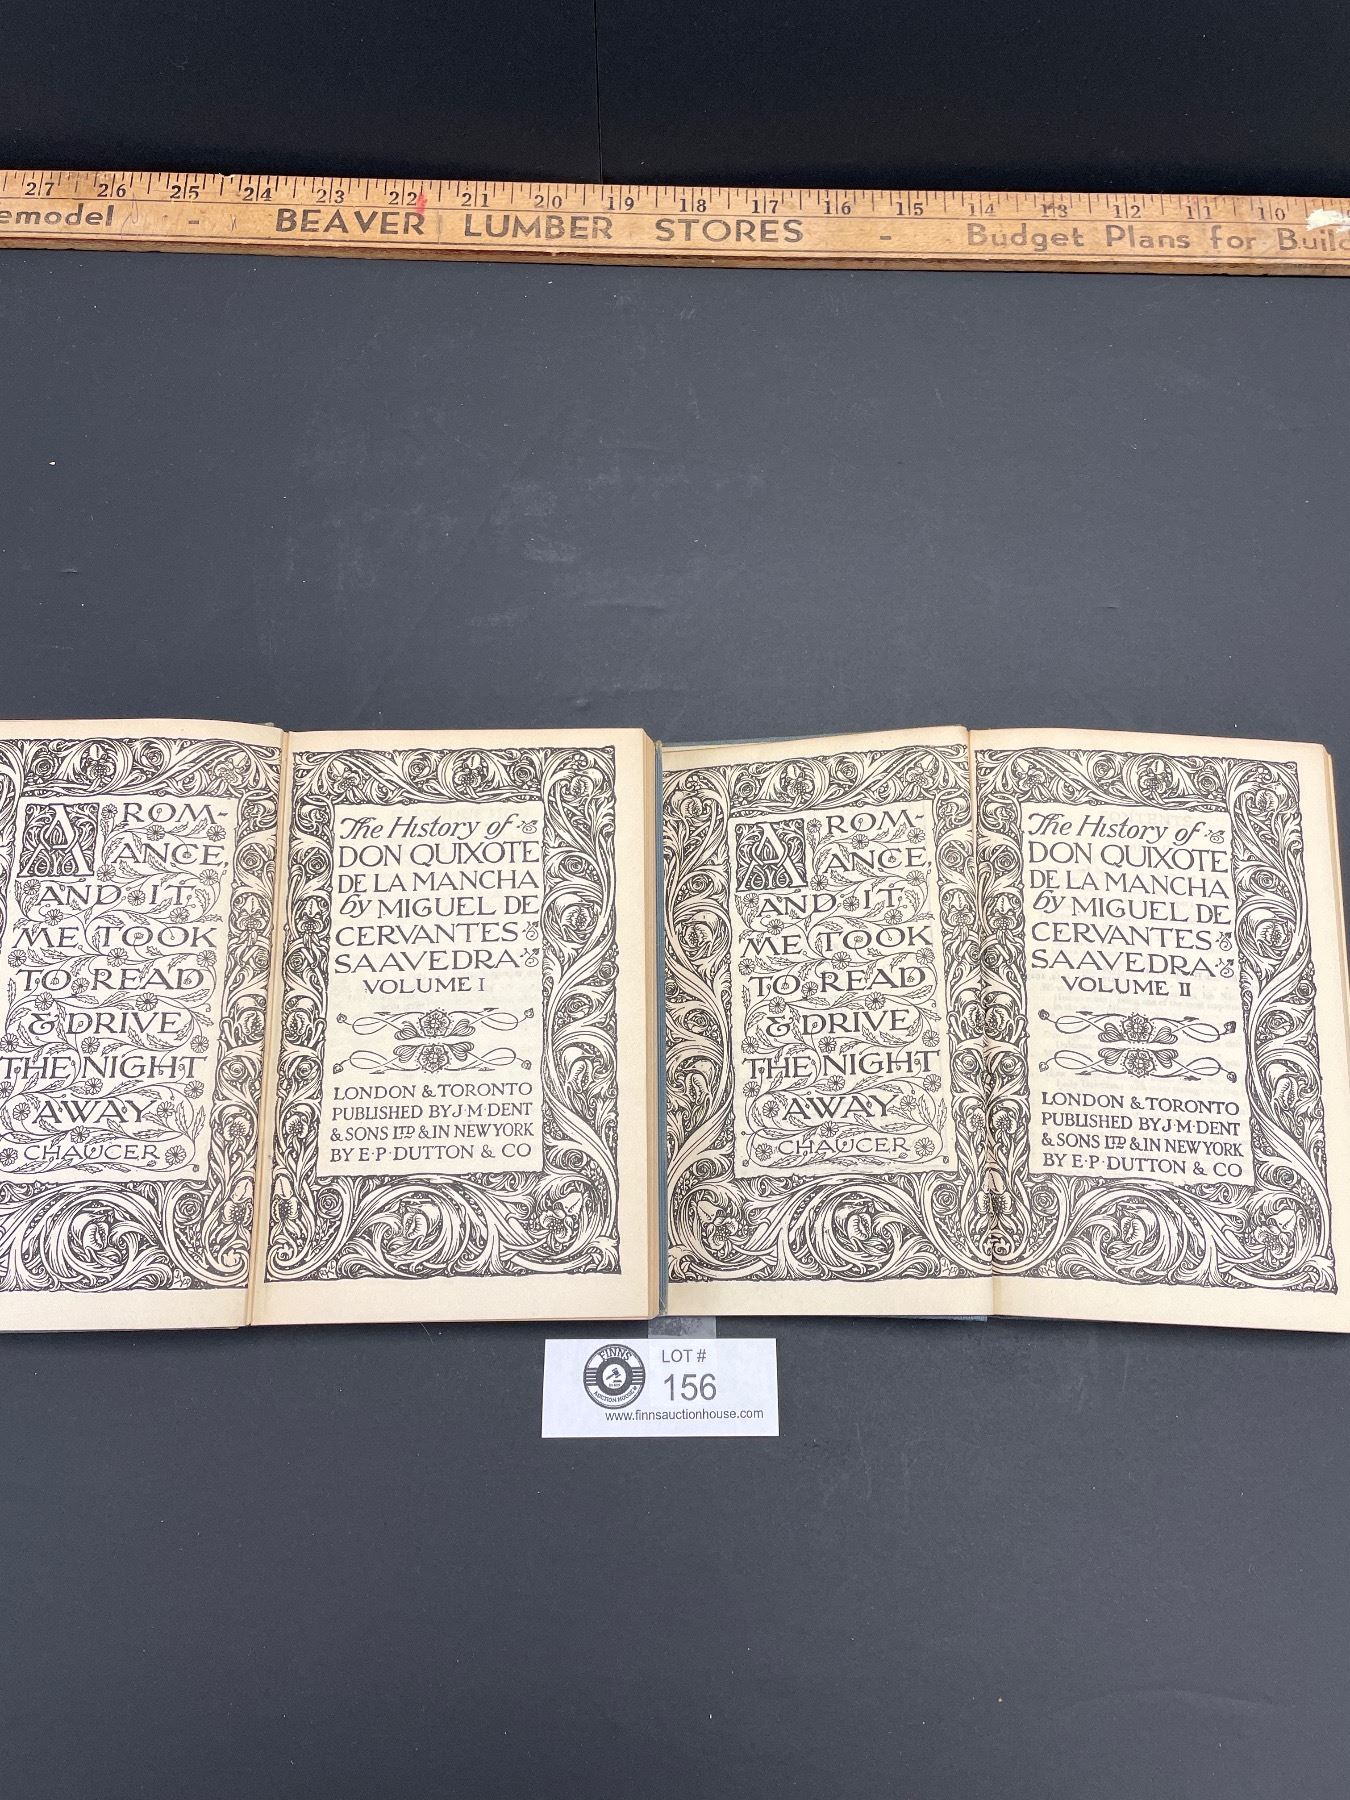 27 26 25 24 23 22 21 20 19 18 17 16 15 14 13 12 11 10
emodel - BEAVER LUMBER STORES - Budget Plans for Build
A ROM-
ANCE,
AND IT
ME TOOK
TO READ
& DRIVE
THE NIGHT
AWAY
CHAUCER
The History of
DON QUIXOTE
DE LA MANCHA
by MIGUEL DE
CERVANTES
SAAVEDRA
VOLUME I
LONDON & TORONTO
PUBLISHED BY J·M·DENT
& SONS LTD & IN NEW YORK
BY E·P·DUTTON & CO
A ROM-
ANCE,
AND IT
ME TOOK
TO READ
& DRIVE
THE NIGHT
AWAY
CHAUCER
The History of
DON QUIXOTE
DE LA MANCHA
by MIGUEL DE
CERVANTES
SAAVEDRA
VOLUME II
LONDON & TORONTO
PUBLISHED BY J·M·DENT
& SONS LTD & IN NEW YORK
BY E·P·DUTTON & CO
FINNS
AUCTION HOUSE
LOT #
156
www.finnsauctionhouse.com